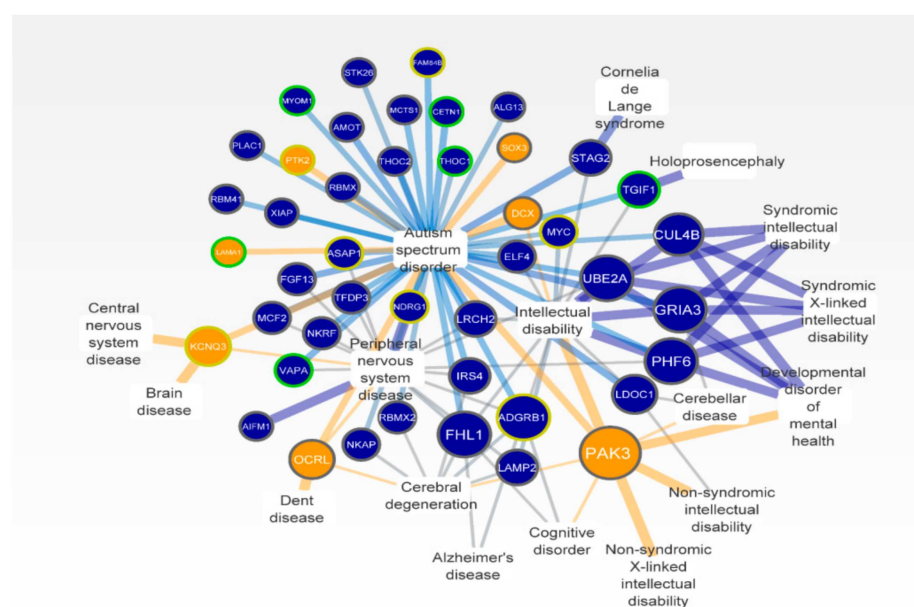 FAM84B
STK26
Cornelia
de
Lange
syndrome
MYOM1
MCTS1
CETN1
ALG13
AMOT
PLAC1
SOX3
PTK2
THOC2
THOC1
STAG2
Holoprosencephaly
RBMX
TGIF1
RBM41
XIAP
DCX
Syndromic
intellectual
disability
Autism
spectrum
disorder
MYC
CUL4B
LAMA1
ASAP1
ELF4
FGF13
UBE2A
TFDP3
NDRG1
Syndromic
X-linked
intellectual
disability
Central
nervous
system
disease
MCF2
LRCH2
Intellectual
disability
GRIA3
NKRF
KCNQ3
Peripheral
nervous
system
disease
PHF6
VAPA
IRS4
Developmental
disorder
of
mental
health
Brain
disease
LDOC1
Cerebellar
disease
RBMX2
ADGRB1
AIFM1
NKAP
FHL1
OCRL
LAMP2
PAK3
Dent
disease
Cerebral
degeneration
Non-syndromic
intellectual
disability
Cognitive
disorder
Alzheimer's
disease
Non-syndromic
X-linked
intellectual
disability